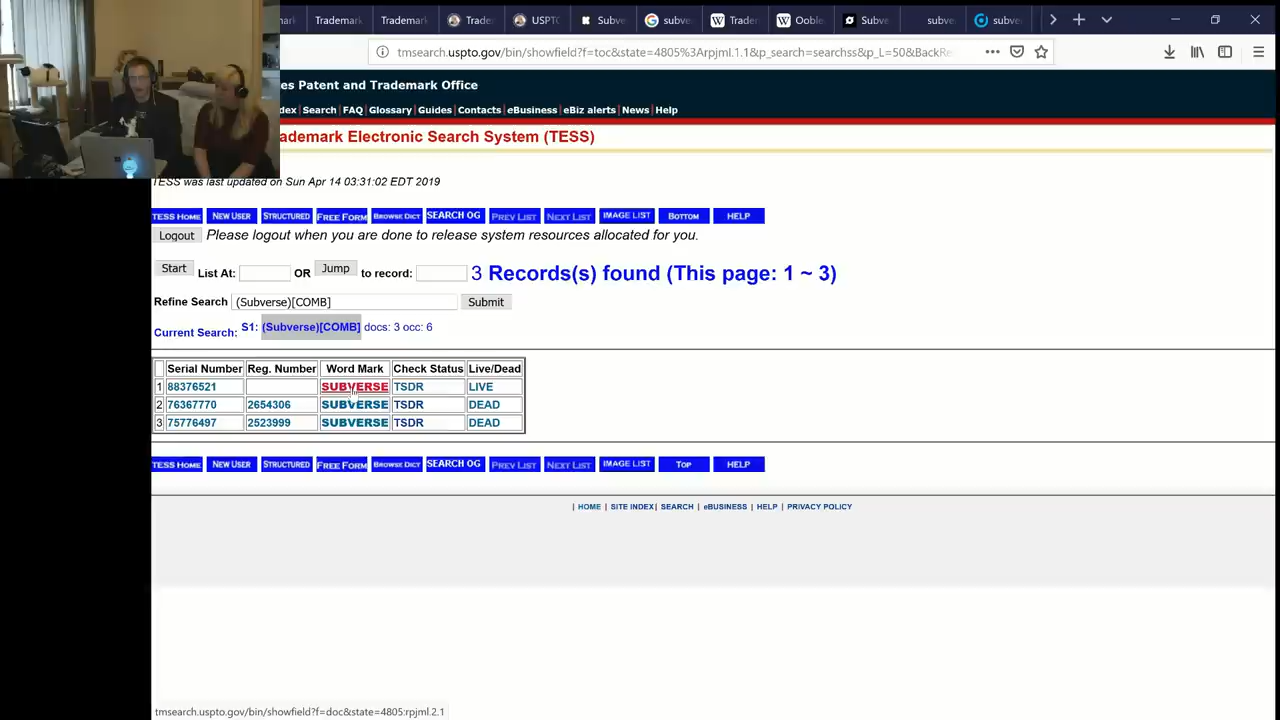 mark
Trademark
Trademark
Trade
USPTO
Subve
subve
Trader
Ooble
Subve
subve
subve
tmsearch.uspto.gov/bin/showfield?f=toc&state=4805%3Arpjml.1.1&p_search=searchss&p_L=50&BackRe
es Patent and Trademark Office
dex | Search | FAQ | Glossary | Guides | Contacts | eBusiness | eBiz alerts | News | Help
ademark Electronic Search System (TESS)
TESS was last updated on Sun Apr 14 03:31:02 EDT 2019
TESS HOME NEW USER STRUCTURED FREE FORM BROWSE DICT SEARCH OG PREV LIST NEXT LIST IMAGE LIST BOTTOM HELP
Logout Please logout when you are done to release system resources allocated for you.
Start List At: OR Jump to record: 3 Records(s) found (This page: 1 ~ 3)
Refine Search (Subverse)[COMB] Submit
Current Search: S1: (Subverse)[COMB] docs: 3 occ: 6
Serial Number Reg. Number Word Mark Check Status Live/Dead
1 88376521 SUBVERSE TSDR LIVE
2 76367770 2654306 SUBVERSE TSDR DEAD
3 75776497 2523999 SUBVERSE TSDR DEAD
TESS HOME NEW USER STRUCTURED FREE FORM BROWSE DICT SEARCH OG PREV LIST NEXT LIST IMAGE LIST TOP HELP
| HOME | SITE INDEX | SEARCH | eBUSINESS | HELP | PRIVACY POLICY
tmsearch.uspto.gov/bin/showfield?f=doc&state=4805:rpjml.2.1